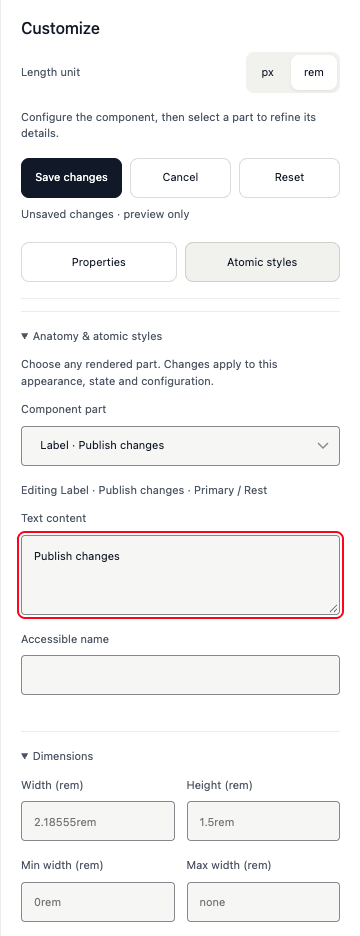 Customize
Length unit
px
rem
Configure the component, then select a part to refine its
details.
Save changes
Cancel
Reset
Unsaved changes · preview only
Properties
Atomic styles
▼ Anatomy & atomic styles
Choose any rendered part. Changes apply to this
appearance, state and configuration.
Component part
Label · Publish changes
Editing Label · Publish changes · Primary / Rest
Text content
Publish changes
Accessible name
▼ Dimensions
Width (rem)
Height (rem)
2.18555rem
1.5rem
Min width (rem)
Max width (rem)
0rem
none